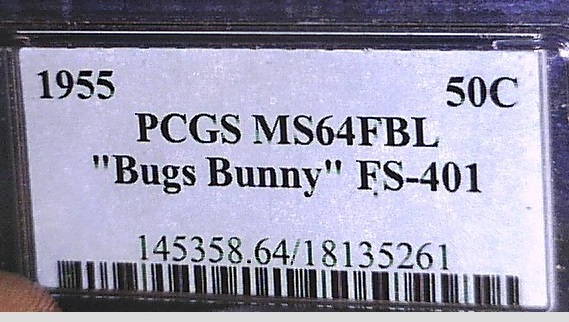 1955 50C
PCGS MS64FBL
"Bugs Bunny" FS-401
145358.64/18135261